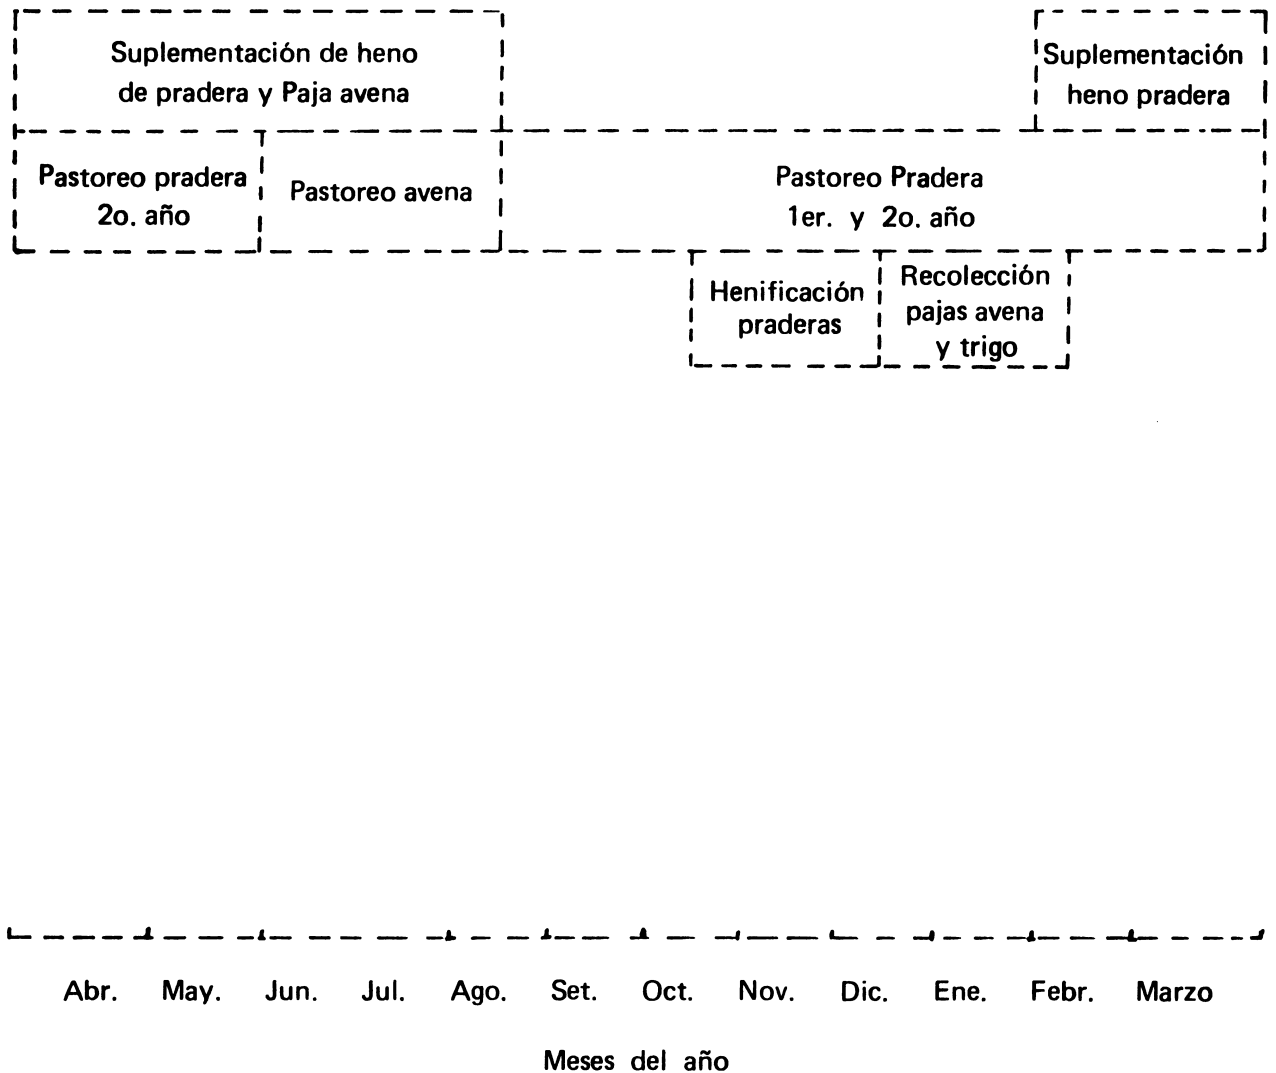 Suplementación de heno
de pradera y Paja avena
Suplementación
heno pradera
Pastoreo pradera
2o. año
Pastoreo avena
Pastoreo Pradera
1er. y 2o. año
Henificación
praderas
Recolección
pajas avena
y trigo
Abr. May. Jun. Jul. Ago. Set. Oct. Nov. Dic. Ene. Febr. Marzo
Meses del año